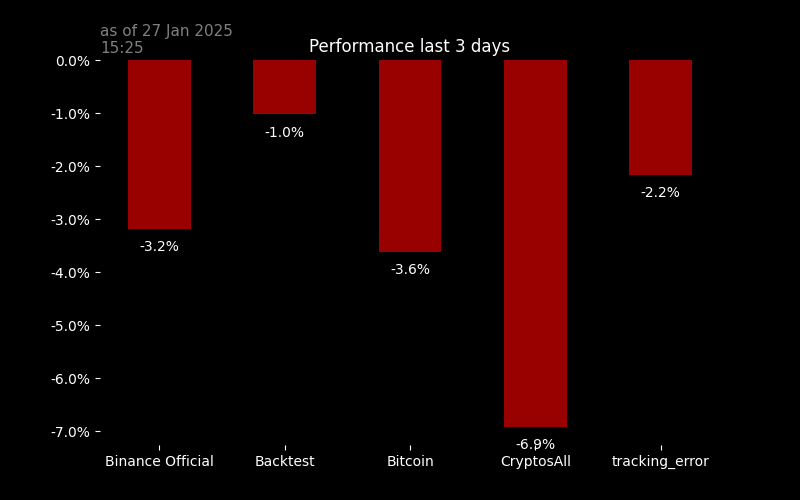 as of 27 Jan 2025
15:25
Performance last 3 days
0.0%
-1.0%
-2.0%
-3.0%
-4.0%
-5.0%
-6.0%
-7.0%
-3.2%
-1.0%
-3.6%
-6.9%
-2.2%
Binance Official
Backtest
Bitcoin
CryptosAll
tracking_error